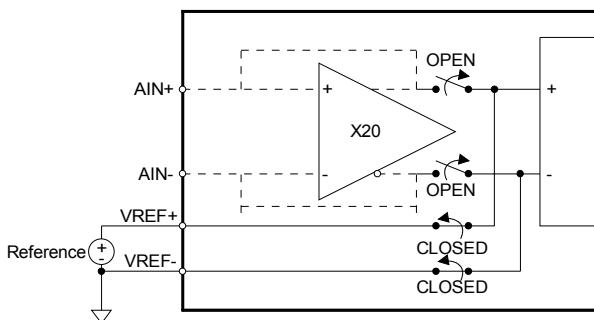 OPEN
AIN+
+
+
X20
AIN-
-
-
OPEN
VREF+
CLOSED
Reference
+
-
VREF-
CLOSED